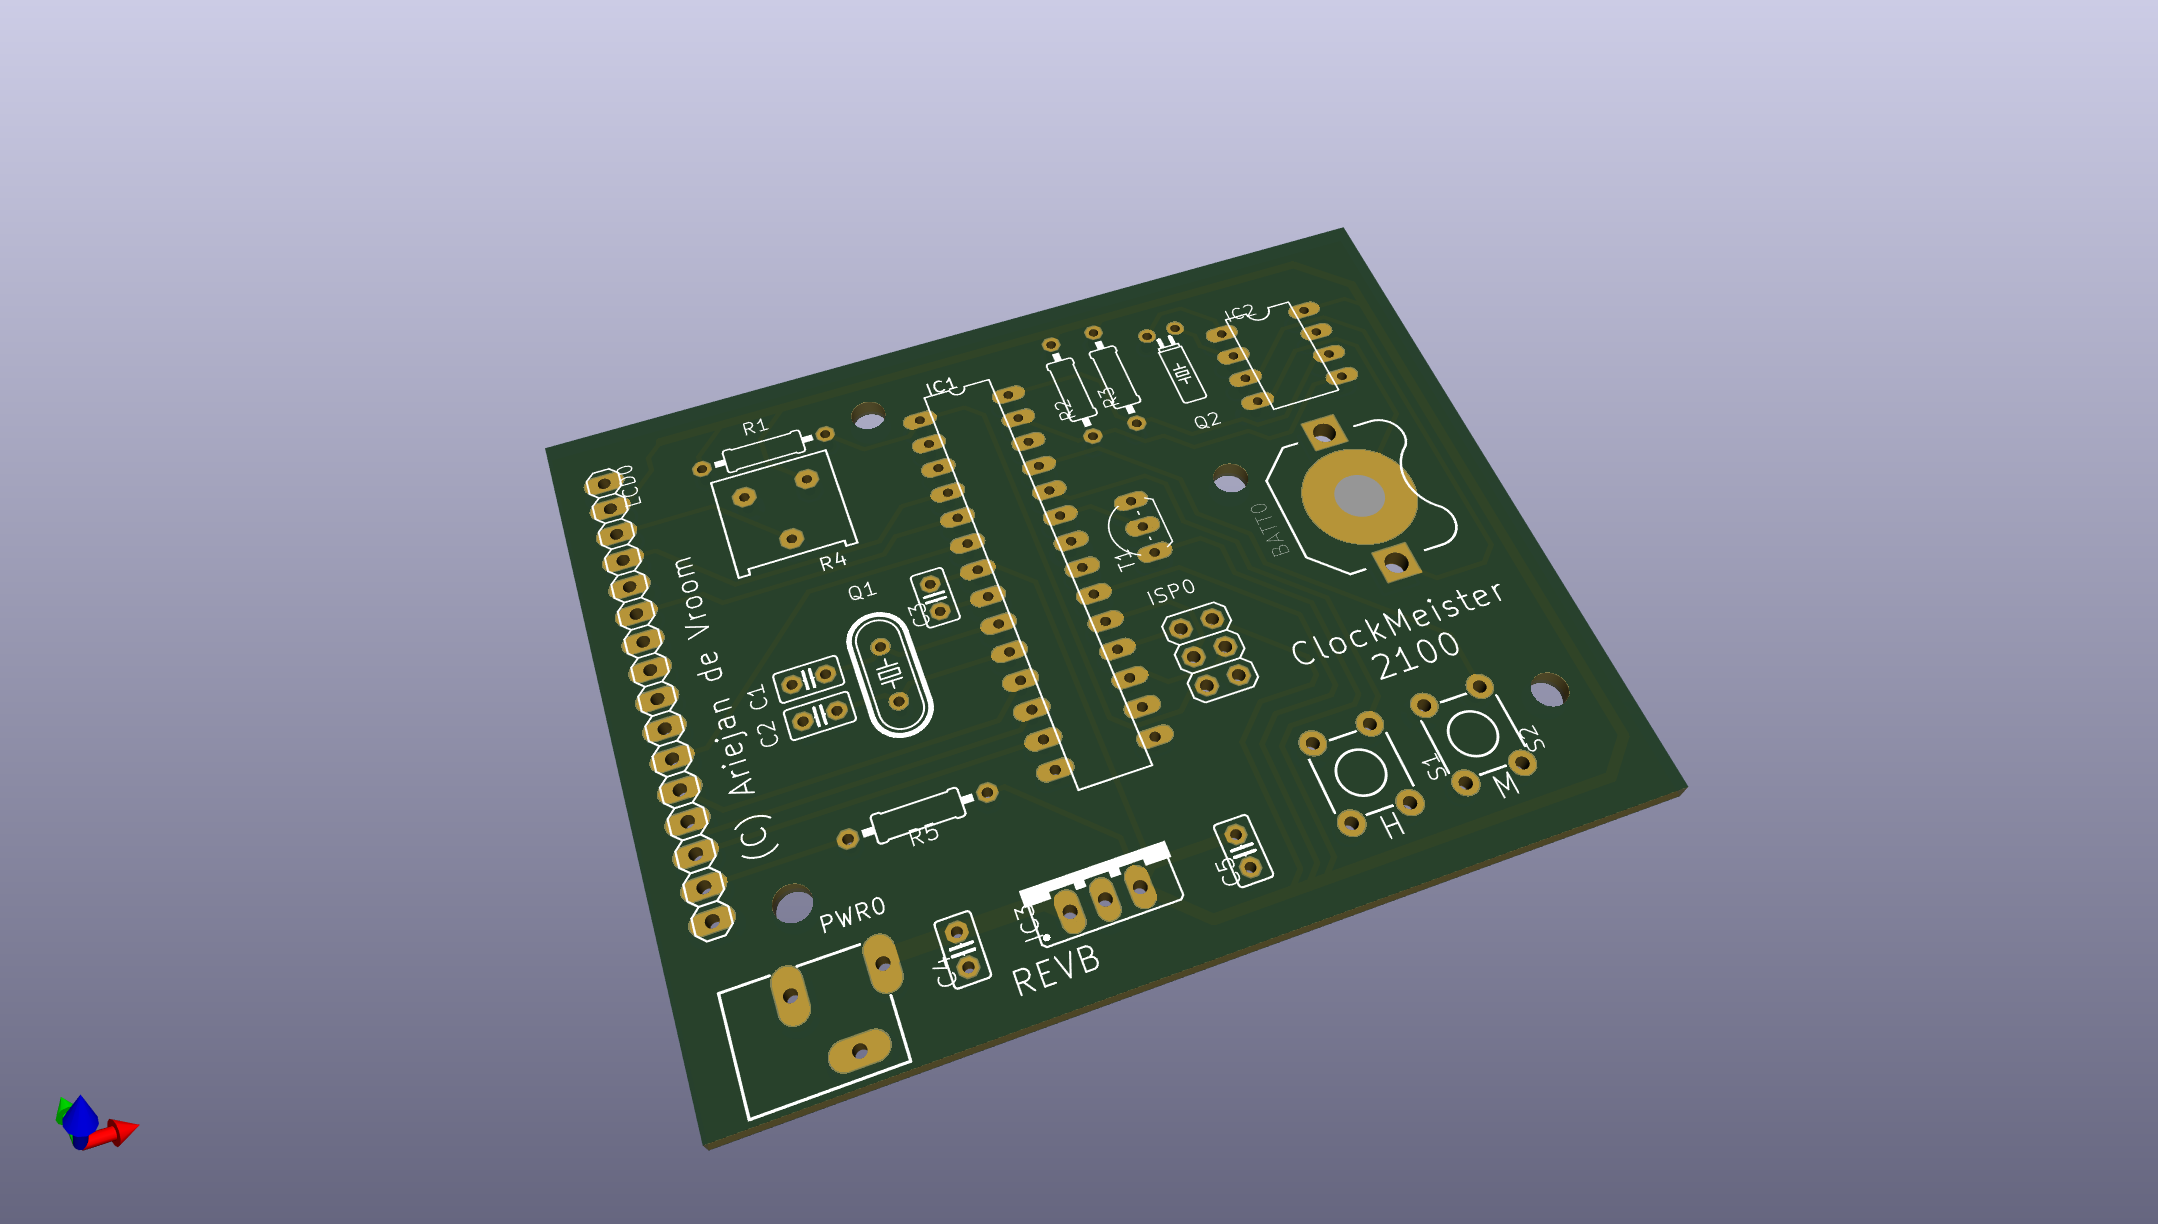 IC2
IC1
R2
R3
Q2
R1
LCD0
R4
T1
BATT0
Q1
C3
ISP0
ClockMeister
2100
C1
C2
(C) Ariejan de Vroom
S1
S2
M
H
R5
C5
IC3
PWR0
C4
REVB